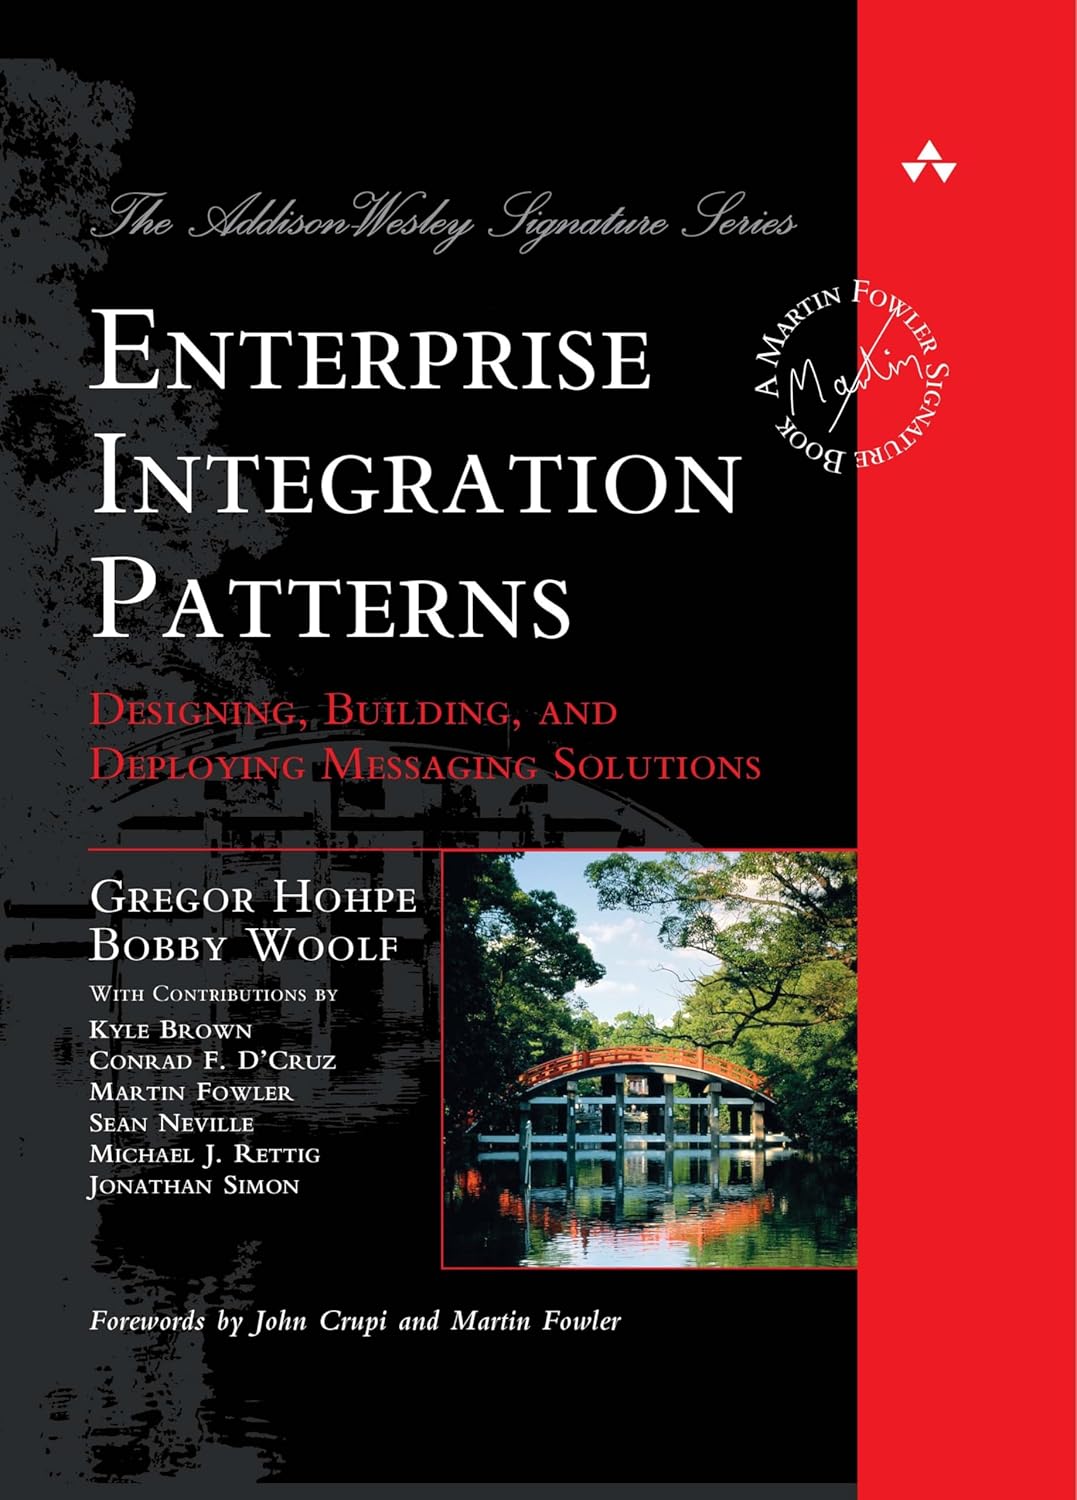 The Addison-Wesley Signature Series
ENTERPRISE
INTEGRATION
PATTERNS
A MARTIN FOWLER SIGNATURE BOOK
Martin
DESIGNING, BUILDING, AND
DEPLOYING MESSAGING SOLUTIONS
GREGOR HOHPE
BOBBY WOOLF
WITH CONTRIBUTIONS BY
KYLE BROWN
CONRAD F. D'CRUZ
MARTIN FOWLER
SEAN NEVILLE
MICHAEL J. RETTIG
JONATHAN SIMON
Forewords by John Crupi and Martin Fowler